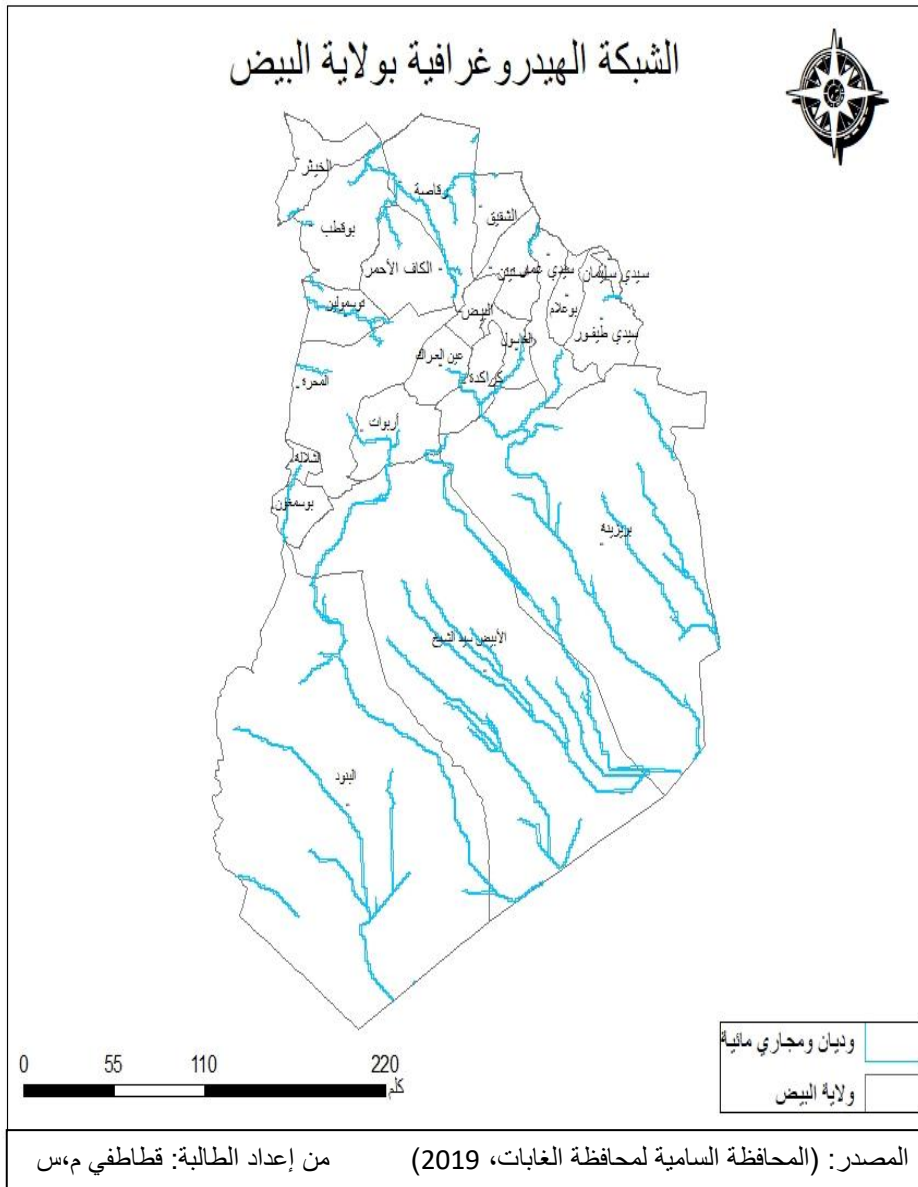 الشبكة الهيدروغرافية بولاية البيض
الخيثر
رقاصة
بوقطب
الشقيق
الكاف الأحمر
سيدي عمار
سيدي سليمان
توسمولين
البيض
بوعلام
سيدي طيفور
الغاسول
عين العراك
كراكدة
المحرة
أربوات
الشلالة
بوسمغون
بريزينة
الأبيض سيد الشيخ
البنود
وديان ومجاري مائية
ولاية البيض
0 55 110 220
كلم
المصدر: (المحافظة السامية لمحافظة الغابات، 2019) من إعداد الطالبة: قطاطفي م،س